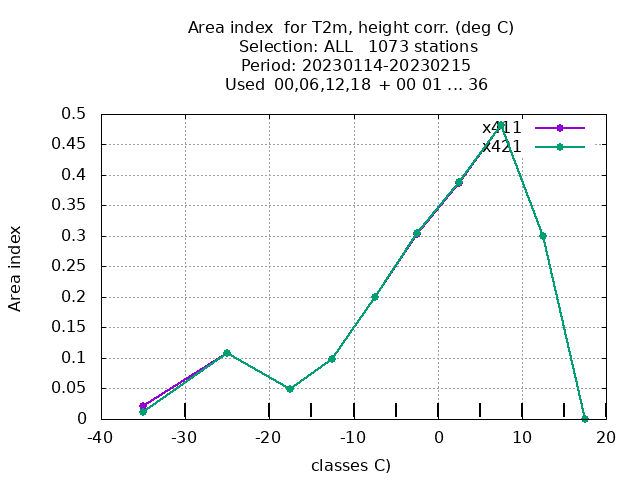 Area index  for T2m, height corr. (deg C)
Selection: ALL   1073 stations
Period: 20230114-20230215
Used  00,06,12,18  + 00 01 ... 36
x411
x421
0.5
0.45
0.4
0.35
0.3
0.25
0.2
0.15
0.1
0.05
0
Area index
-40 -30 -20 -10 0 10 20
classes C)